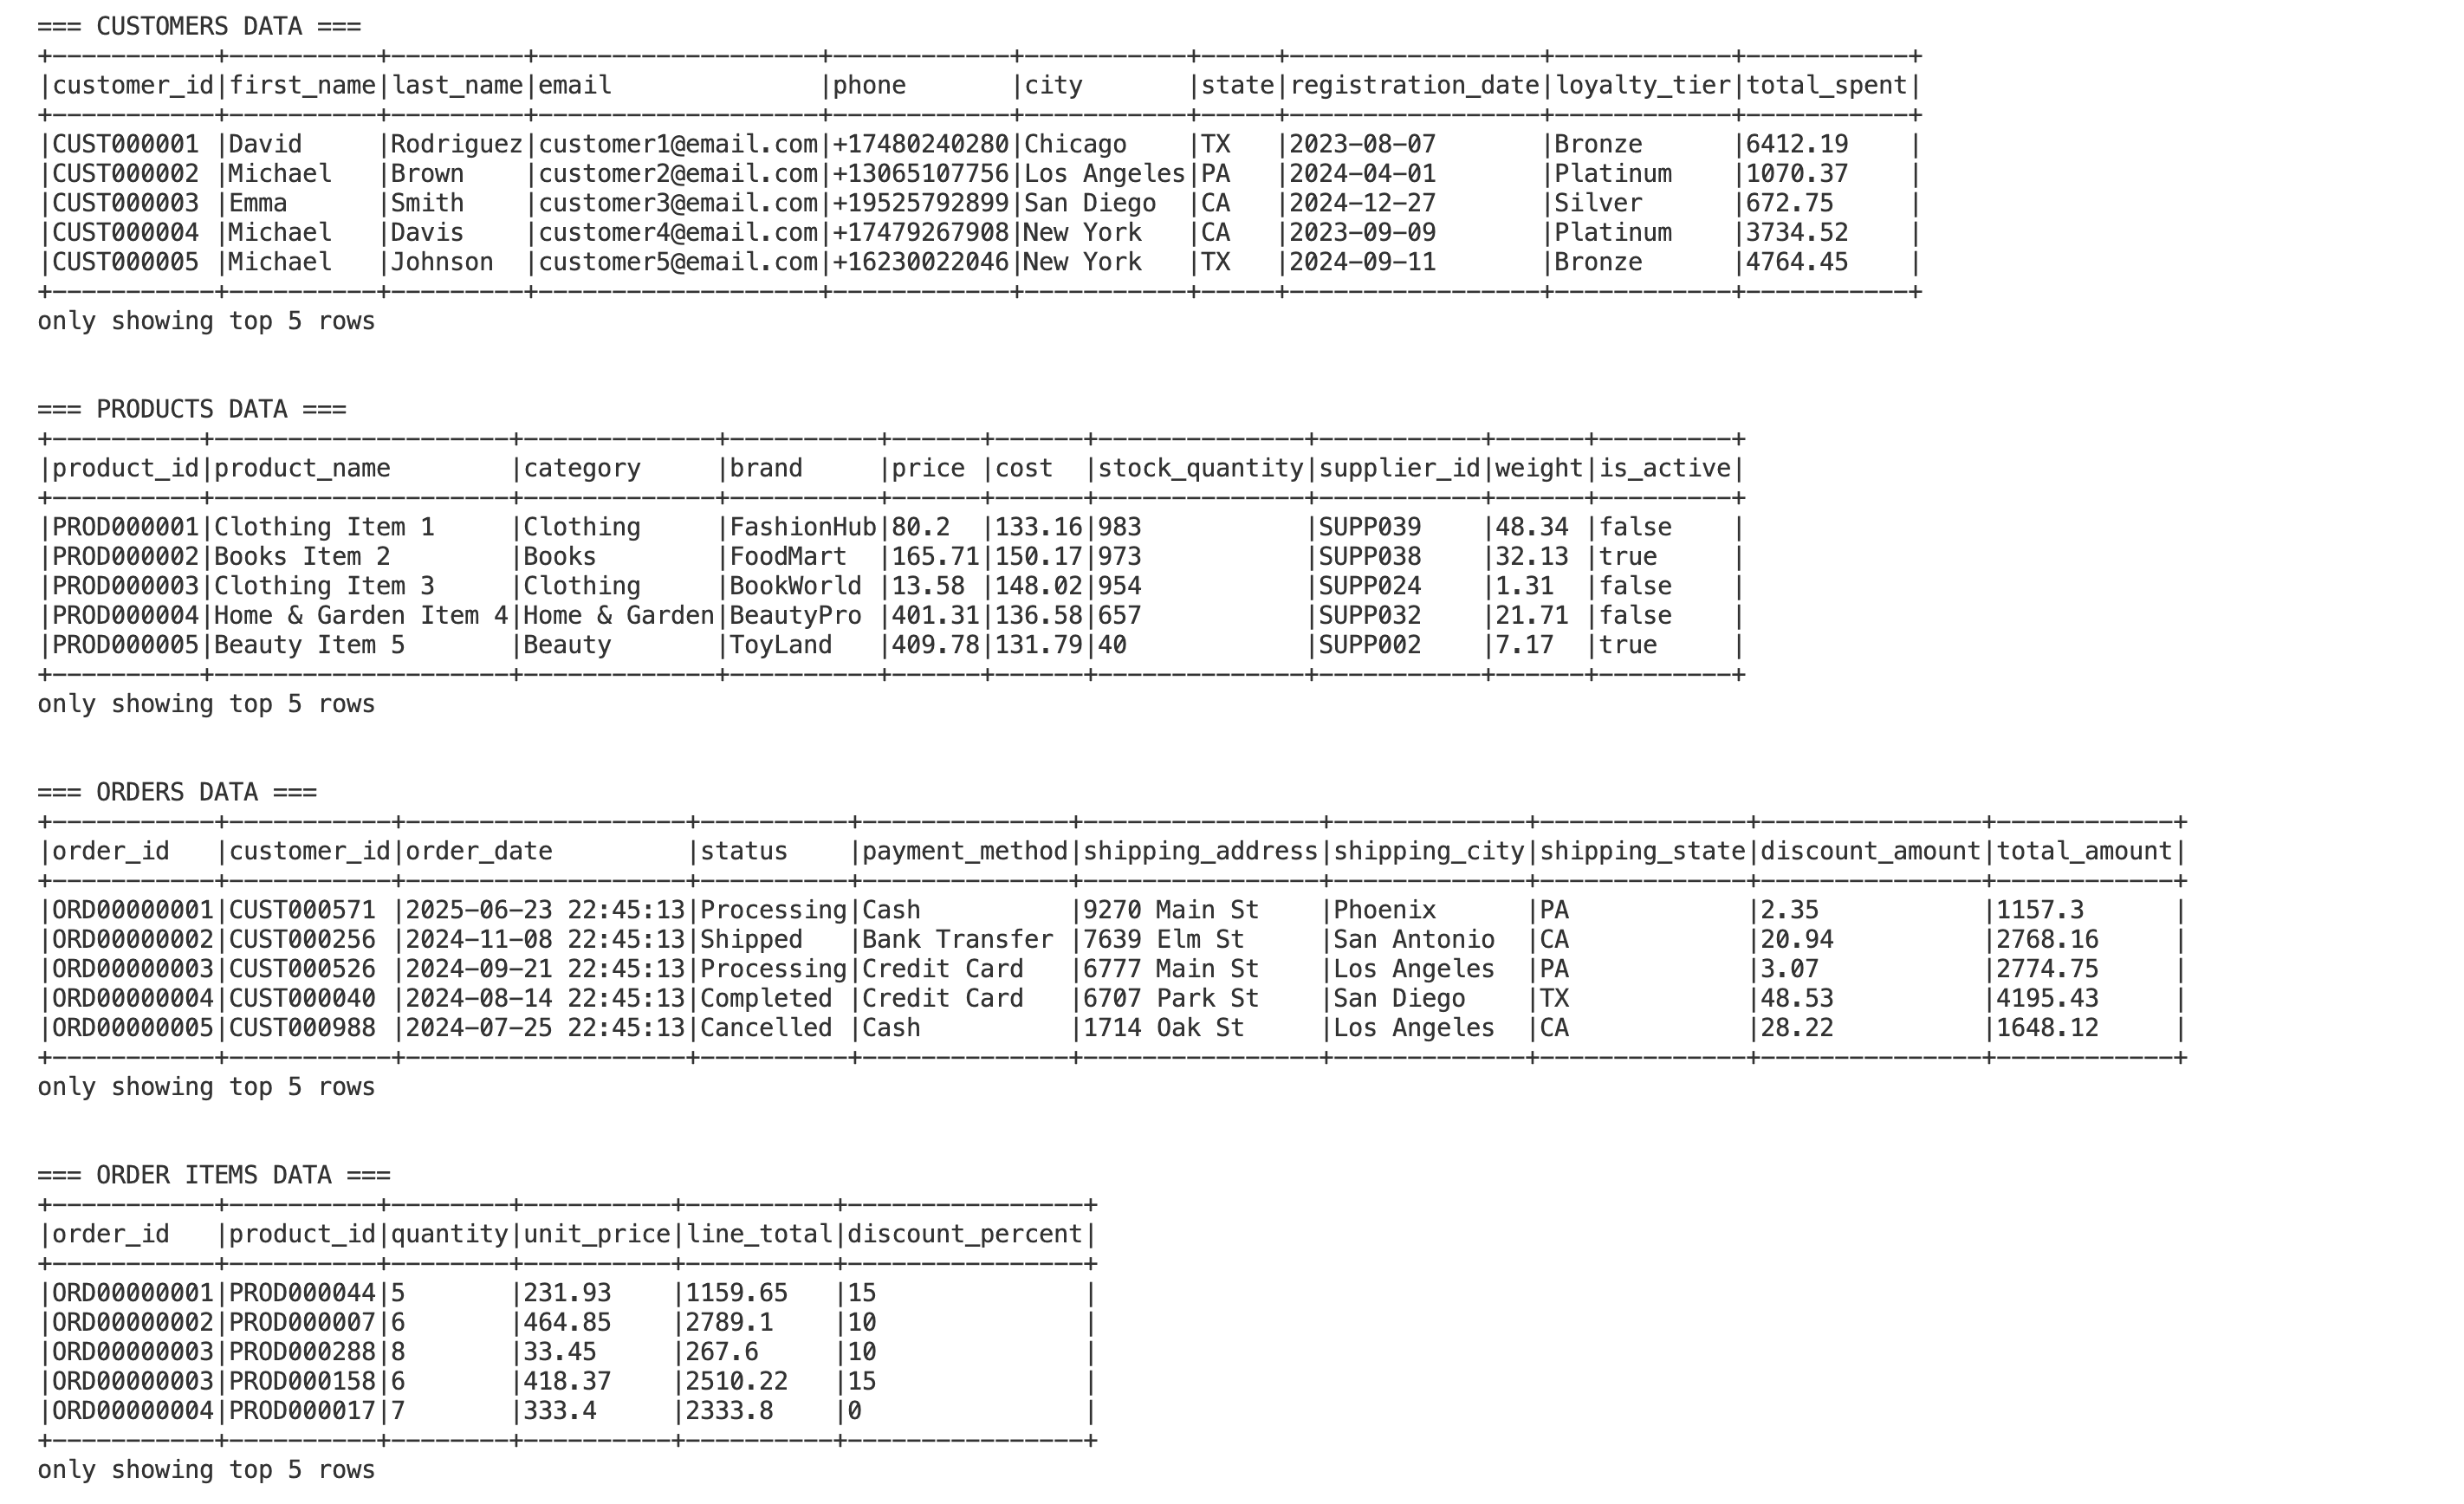 === CUSTOMERS DATA ===
+-----------+----------+---------+-------------------+------------+-----------+-----+-----------------+------------+-----------+
|customer_id|first_name|last_name|email              |phone       |city       |state|registration_date|loyalty_tier|total_spent|
+-----------+----------+---------+-------------------+------------+-----------+-----+-----------------+------------+-----------+
|CUST000001 |David     |Rodriguez|customer1@email.com|+17480240280|Chicago    |TX   |2023-08-07       |Bronze      |6412.19    |
|CUST000002 |Michael   |Brown    |customer2@email.com|+13065107756|Los Angeles|PA   |2024-04-01       |Platinum    |1070.37    |
|CUST000003 |Emma      |Smith    |customer3@email.com|+19525792899|San Diego  |CA   |2024-12-27       |Silver      |672.75     |
|CUST000004 |Michael   |Davis    |customer4@email.com|+17479267908|New York   |CA   |2023-09-09       |Platinum    |3734.52    |
|CUST000005 |Michael   |Johnson  |customer5@email.com|+16230022046|New York   |TX   |2024-09-11       |Bronze      |4764.45    |
+-----------+----------+---------+-------------------+------------+-----------+-----+-----------------+------------+-----------+
only showing top 5 rows
=== PRODUCTS DATA ===
+----------+--------------------+-------------+----------+------+------+--------------+-----------+------+---------+
|product_id|product_name        |category     |brand     |price |cost  |stock_quantity|supplier_id|weight|is_active|
+----------+--------------------+-------------+----------+------+------+--------------+-----------+------+---------+
|PROD000001|Clothing Item 1     |Clothing     |FashionHub|80.2  |133.16|983           |SUPP039    |48.34 |false    |
|PROD000002|Books Item 2        |Books        |FoodMart  |165.71|150.17|973           |SUPP038    |32.13 |true     |
|PROD000003|Clothing Item 3     |Clothing     |BookWorld |13.58 |148.02|954           |SUPP024    |1.31  |false    |
|PROD000004|Home & Garden Item 4|Home & Garden|BeautyPro |401.31|136.58|657           |SUPP032    |21.71 |false    |
|PROD000005|Beauty Item 5       |Beauty       |ToyLand   |409.78|131.79|40            |SUPP002    |7.17  |true     |
+----------+--------------------+-------------+----------+------+------+--------------+-----------+------+---------+
only showing top 5 rows
=== ORDERS DATA ===
+-----------+-----------+-------------------+----------+--------------+----------------+-------------+--------------+---------------+------------+
|order_id   |customer_id|order_date         |status    |payment_method|shipping_address|shipping_city|shipping_state|discount_amount|total_amount|
+-----------+-----------+-------------------+----------+--------------+----------------+-------------+--------------+---------------+------------+
|ORD00000001|CUST000571 |2025-06-23 22:45:13|Processing|Cash          |9270 Main St    |Phoenix      |PA            |2.35           |1157.3      |
|ORD00000002|CUST000256 |2024-11-08 22:45:13|Shipped   |Bank Transfer |7639 Elm St     |San Antonio  |CA            |20.94          |2768.16     |
|ORD00000003|CUST000526 |2024-09-21 22:45:13|Processing|Credit Card   |6777 Main St    |Los Angeles  |PA            |3.07           |2774.75     |
|ORD00000004|CUST000040 |2024-08-14 22:45:13|Completed |Credit Card   |6707 Park St    |San Diego    |TX            |48.53          |4195.43     |
|ORD00000005|CUST000988 |2024-07-25 22:45:13|Cancelled |Cash          |1714 Oak St     |Los Angeles  |CA            |28.22          |1648.12     |
+-----------+-----------+-------------------+----------+--------------+----------------+-------------+--------------+---------------+------------+
only showing top 5 rows
=== ORDER ITEMS DATA ===
+-----------+----------+--------+----------+----------+----------------+
|order_id   |product_id|quantity|unit_price|line_total|discount_percent|
+-----------+----------+--------+----------+----------+----------------+
|ORD00000001|PROD000044|5       |231.93    |1159.65   |15              |
|ORD00000002|PROD000007|6       |464.85    |2789.1    |10              |
|ORD00000003|PROD000288|8       |33.45     |267.6     |10              |
|ORD00000003|PROD000158|6       |418.37    |2510.22   |15              |
|ORD00000004|PROD000017|7       |333.4     |2333.8    |0               |
+-----------+----------+--------+----------+----------+----------------+
only showing top 5 rows